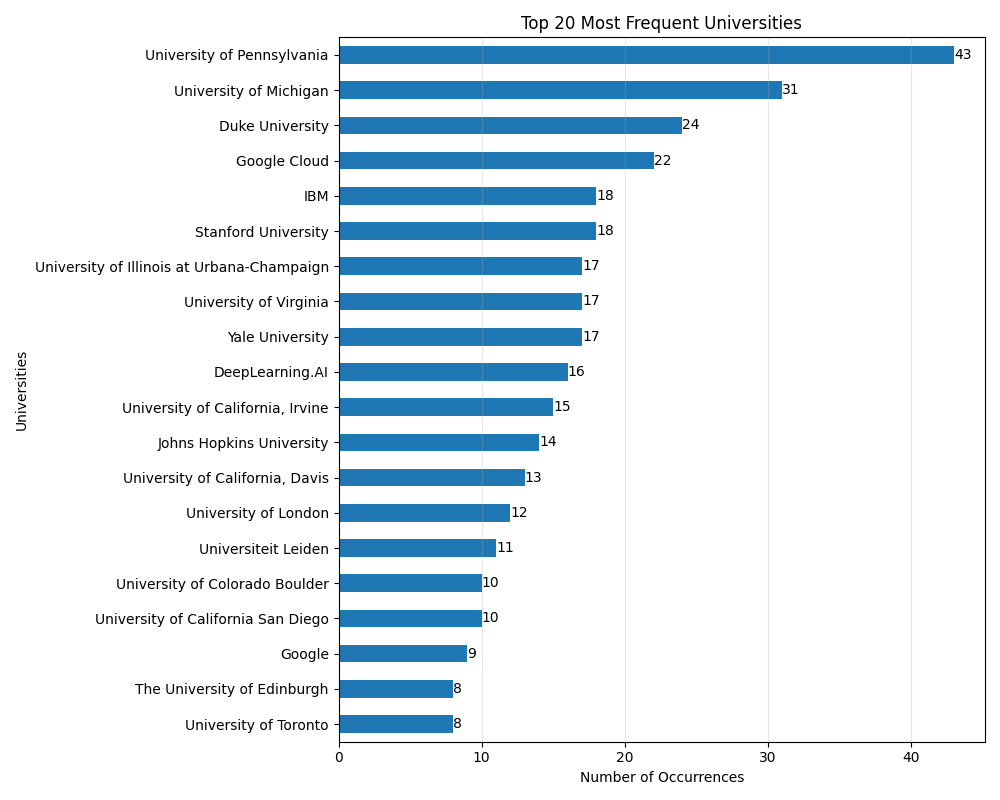 Top 20 Most Frequent Universities
University of Pennsylvania 43
University of Michigan 31
Duke University 24
Google Cloud 22
IBM 18
Stanford University 18
University of Illinois at Urbana-Champaign 17
University of Virginia 17
Yale University 17
DeepLearning.AI 16
University of California, Irvine 15
Johns Hopkins University 14
University of California, Davis 13
University of London 12
Universiteit Leiden 11
University of Colorado Boulder 10
University of California San Diego 10
Google 9
The University of Edinburgh 8
University of Toronto 8
Universities
0 10 20 30 40
Number of Occurrences